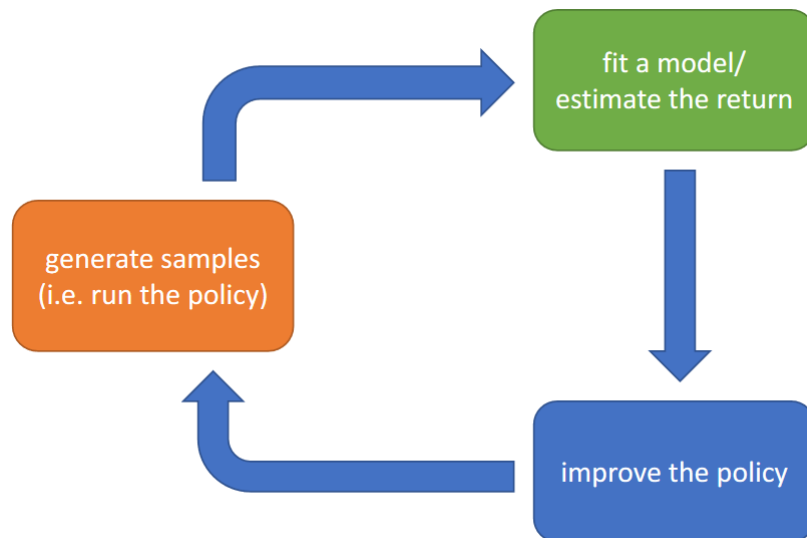 fit a model/
estimate the return
generate samples
(i.e. run the policy)
improve the policy